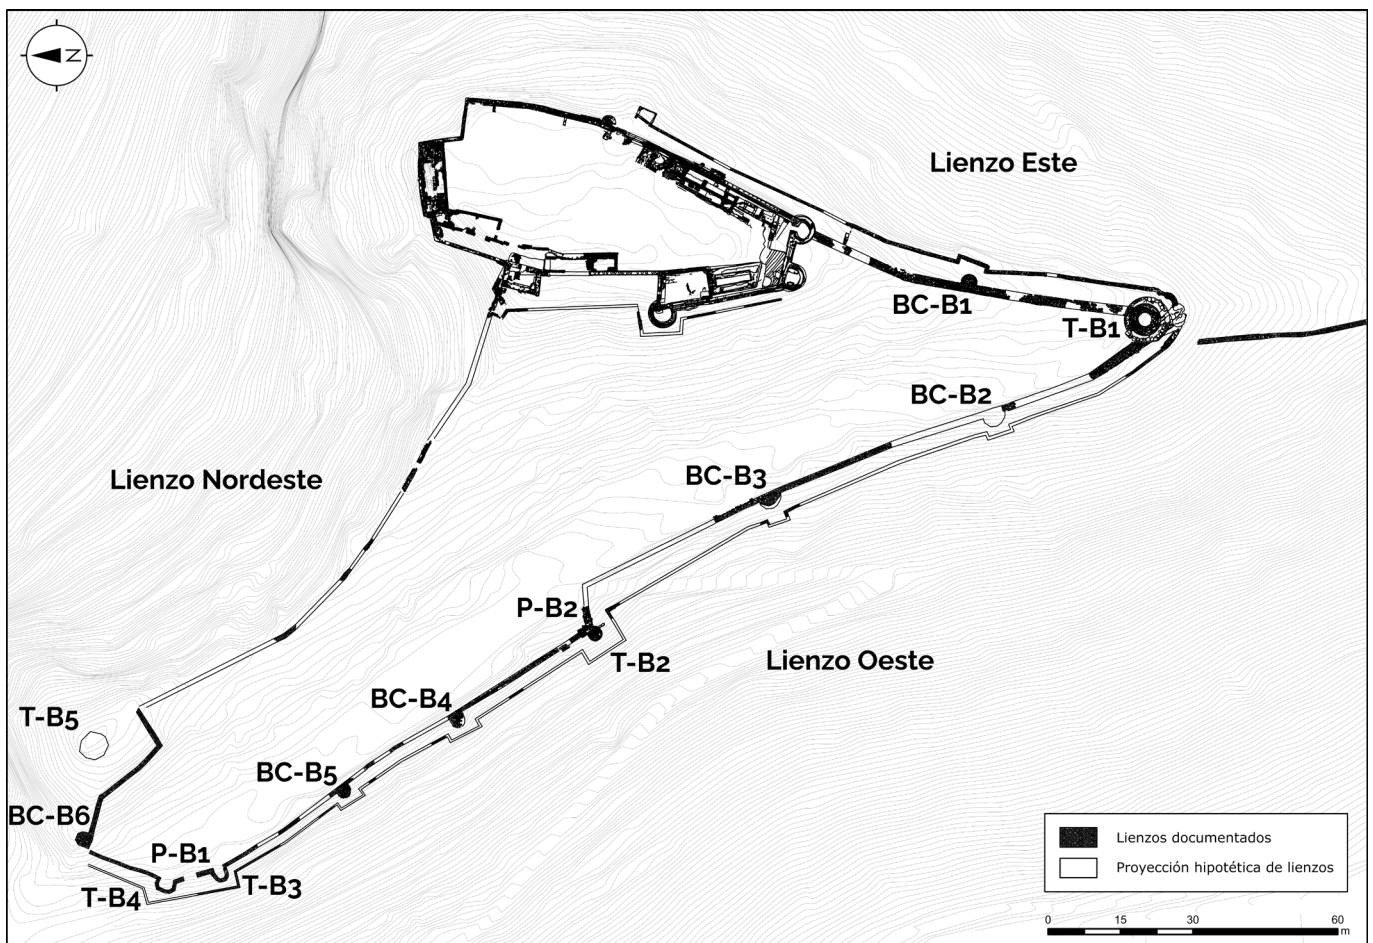 N
Lienzo Este
BC-B1
T-B1
BC-B2
Lienzo Nordeste
BC-B3
P-B2
T-B2
Lienzo Oeste
BC-B4
T-B5
BC-B5
BC-B6
P-B1
T-B3
T-B4
Lienzos documentados
Proyección hipotética de lienzos
0 15 30 60
m